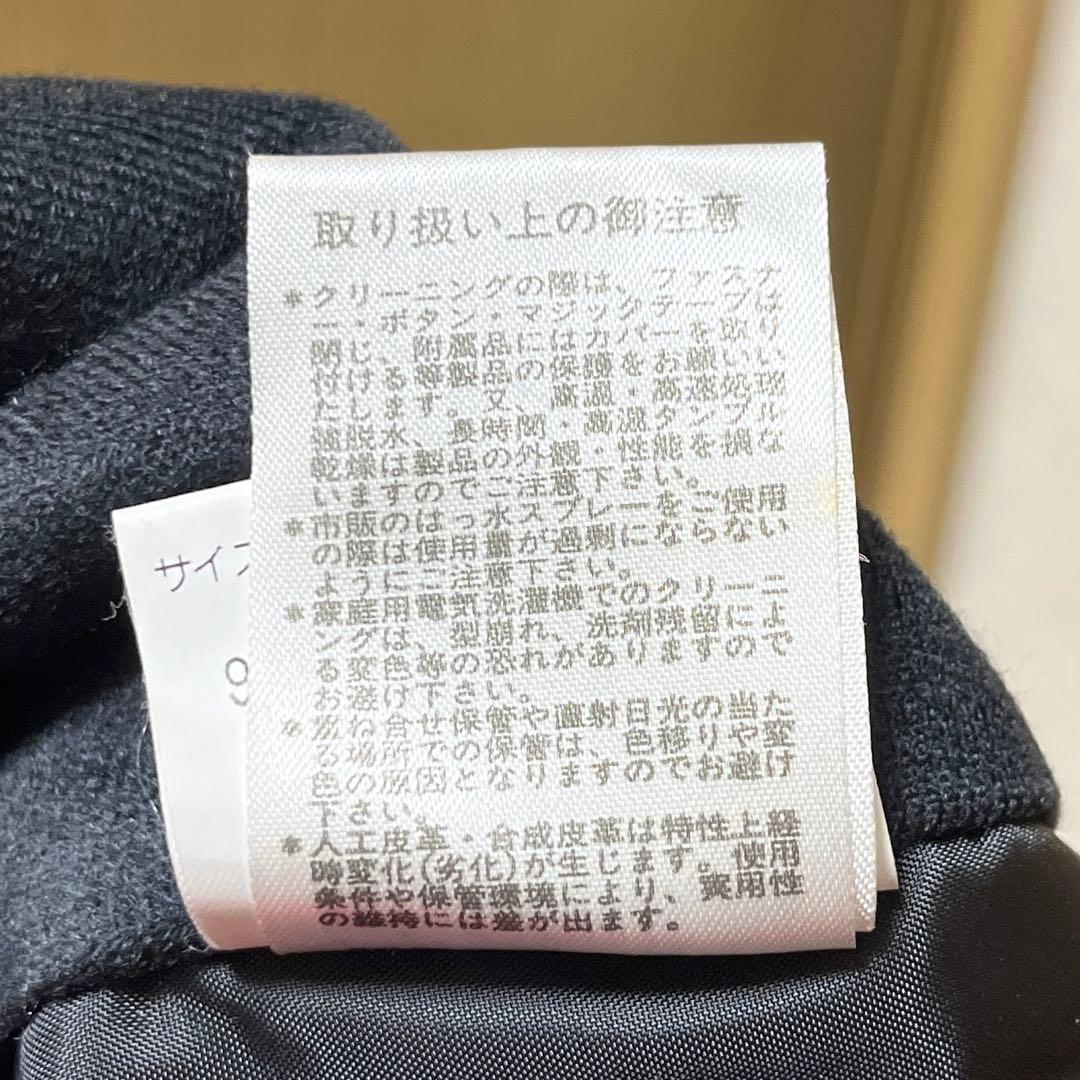 取り扱い上の御注意
*クリーニングの際は、ファスナ
ー・ボタン・マジックテープは
閉じ、附属品にはカバーを取り
付ける等製品の保護をお願い い
たします。又、高温・高速処理
強脱水、長時間・高温タンブル
乾燥は製品の外観・性能を損な
いますのでご注意下さい。
*市販のはっ水スプレーをご使用
の際は使用量が過剰にならない
ようにご注意下さい。
*家庭用電気洗濯機でのクリーニ
ングは、型崩れ、洗剤残留によ
る変色等の恐れがありますので
お避け下さい。
*重ね合せ保管や直射日光の当た
る場所での保管は、色移りや変
色の原因となりますのでお避け
下さい。
*人工皮革・合成皮革は特性上経
時変化(劣化)が生じます。使用
条件や保管環境により、実用性
の維持には差が出ます。
サイズ
9